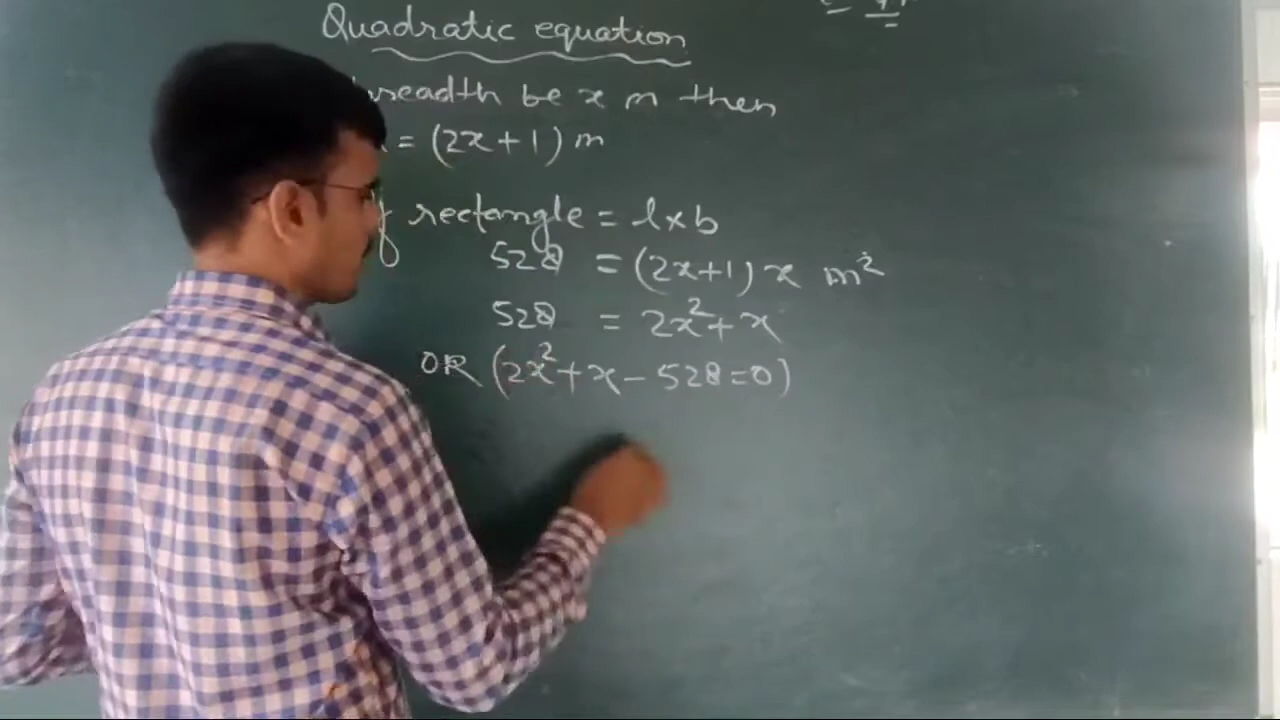 Quadratic equation
breadth be x m then
= (2x+1) m
rectangle = l×b
528 = (2x+1) x m²
528 = 2x²+x
OR (2x²+x-528=0)